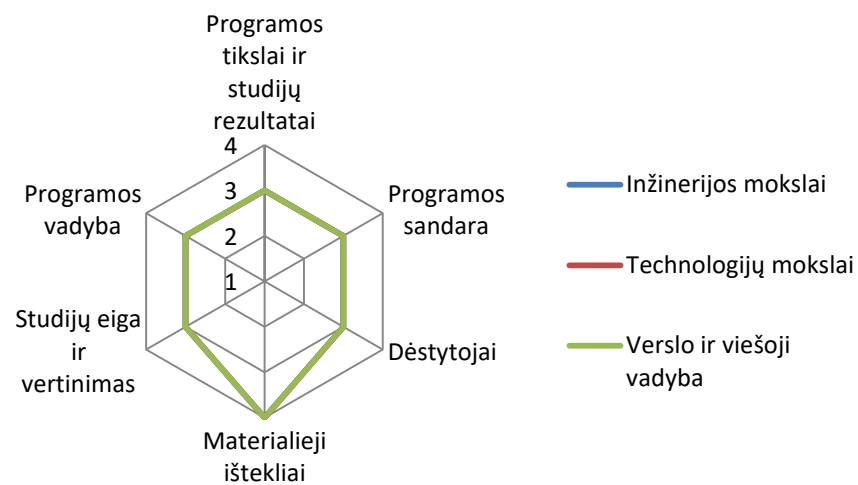 Programos
tikslai ir
studijų
rezultatai
4
3
2
1
Programos
sandara
Dėstytojai
Materialieji
ištekliai
Studijų eiga
ir
vertinimas
Programos
vadyba
Inžinerijos mokslai
Technologijų mokslai
Verslo ir viešoji
vadyba